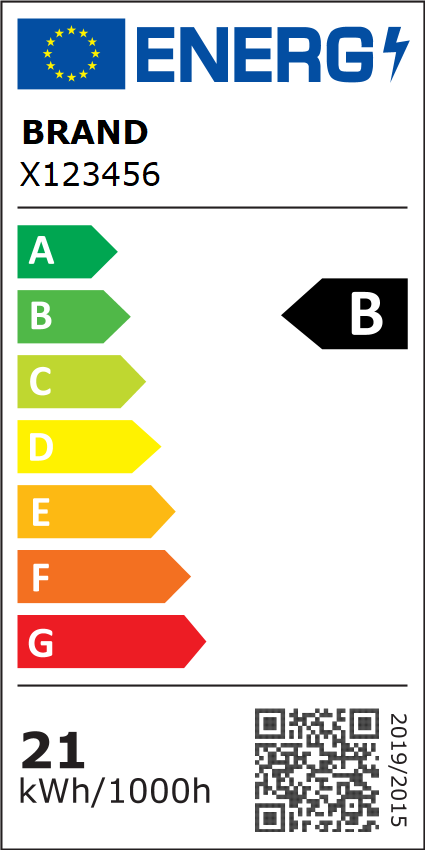 ENERG
BRAND
X123456
A
B
B
C
D
E
F
G
21
kWh/1000h
2019/2015